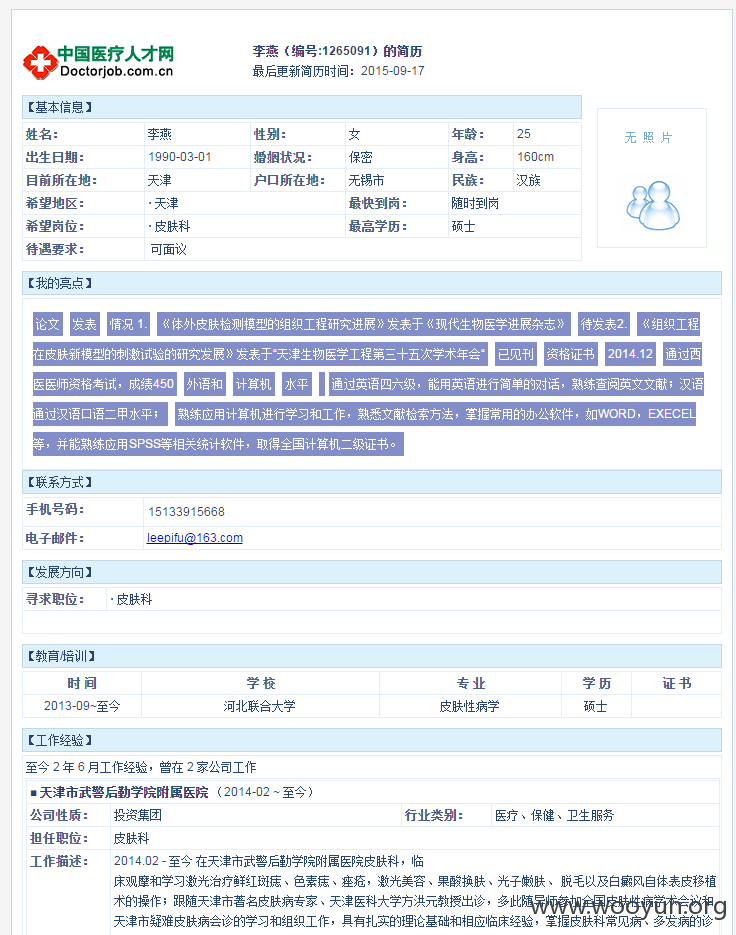 中国医疗人才网
Doctorjob.com.cn
李燕（编号:1265091）的简历
最后更新简历时间：2015-09-17
【基本信息】
姓名： 李燕 性别： 女 年龄： 25
出生日期： 1990-03-01 婚姻状况： 保密 身高： 160cm
目前所在地： 天津 户口所在地： 无锡市 民族： 汉族
希望地区： · 天津 最快到岗： 随时到岗
希望岗位： · 皮肤科 最高学历： 硕士
待遇要求： 可面议
无 照 片
【我的亮点】
论文 发表 情况 1. 《体外皮肤检测模型的组织工程研究进展》发表于《现代生物医学进展杂志》 待发表2. 《组织工程
在皮肤新模型的刺激试验的研究发展》发表于“天津生物医学工程第三十五次学术年会“ 已见刊 资格证书 2014.12 通过西
医医师资格考试，成绩450 外语和 计算机 水平 通过英语四六级，能用英语进行简单的对话，熟练查阅英文文献；汉语
通过汉语口语二甲水平； 熟练应用计算机进行学习和工作，熟悉文献检索方法，掌握常用的办公软件，如WORD，EXECEL
等，并能熟练应用SPSS等相关统计软件，取得全国计算机二级证书。
【联系方式】
手机号码： 15133915668
电子邮件： leepifu@163.com
【发展方向】
寻求职位： · 皮肤科
【教育/培训】
时 间 学 校 专 业 学 历 证 书
2013-09~至今 河北联合大学 皮肤性病学 硕士
【工作经验】
至今 2 年 6 月工作经验，曾在 2 家公司工作
■ 天津市武警后勤学院附属医院 （2014-02 ~ 至今）
公司性质： 投资集团 行业类别： 医疗、保健、卫生服务
担任职位： 皮肤科
工作描述： 2014.02 - 至今 在天津市武警后勤学院附属医院皮肤科，临
床观摩和学习激光治疗鲜红斑痣、色素痣、痤疮，激光美容、果酸换肤、光子嫩肤、 脱毛以及白癜风自体表皮移植
术的操作；跟随天津市著名皮肤病专家、天津医科大学方洪元教授出诊，多此随导师参加全国皮肤性病学术会议和
天津市疑难皮肤病会诊的学习和组织工作，具有扎实的理论基础和相应临床经验，掌握皮肤科常见病、多发病的诊
www.wooyun.org